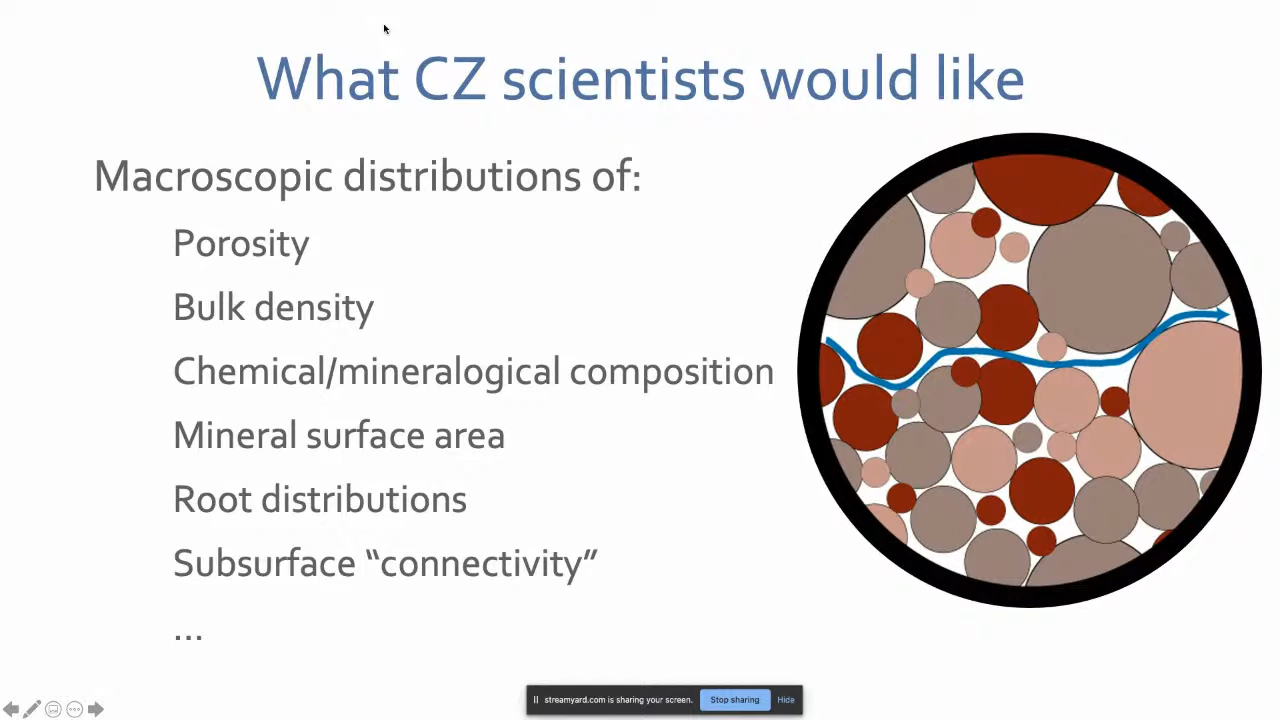 What CZ scientists would like
Macroscopic distributions of:
Porosity
Bulk density
Chemical/mineralogical composition
Mineral surface area
Root distributions
Subsurface “connectivity”
...
streamyard.com is sharing your screen.
Stop sharing
Hide